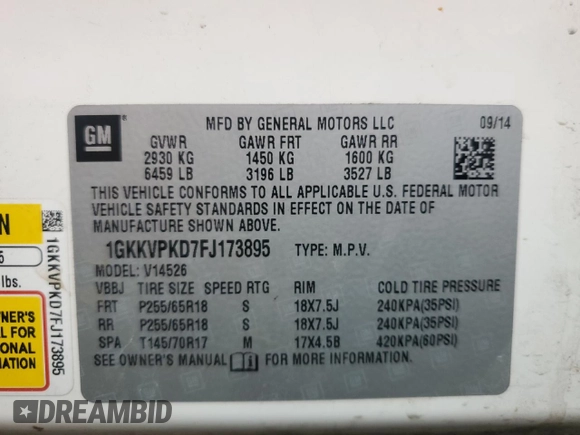 GM
MFD BY GENERAL MOTORS LLC
09/14
GVWR GAWR FRT GAWR RR
2930 KG 1450 KG 1600 KG
6459 LB 3196 LB 3527 LB
THIS VEHICLE CONFORMS TO ALL APPLICABLE U.S. FEDERAL MOTOR
VEHICLE SAFETY STANDARDS IN EFFECT ON THE DATE OF
MANUFACTURE SHOWN ABOVE.
1GKKVPKD7FJ173895 TYPE: M.P.V.
MODEL: V14526
VBBJ TIRE SIZE SPEED RTG RIM COLD TIRE PRESSURE
FRT P255/65R18 S 18X7.5J 240KPA(35PSI)
RR P255/65R18 S 18X7.5J 240KPA(35PSI)
SPA T145/70R17 M 17X4.5B 420KPA(60PSI)
SEE OWNER'S MANUAL i FOR MORE INFORMATION
N
5
lbs.
1GKKVPKD7FJ173895
NER'S
AL FOR
ONAL
ATION
DREAMBID